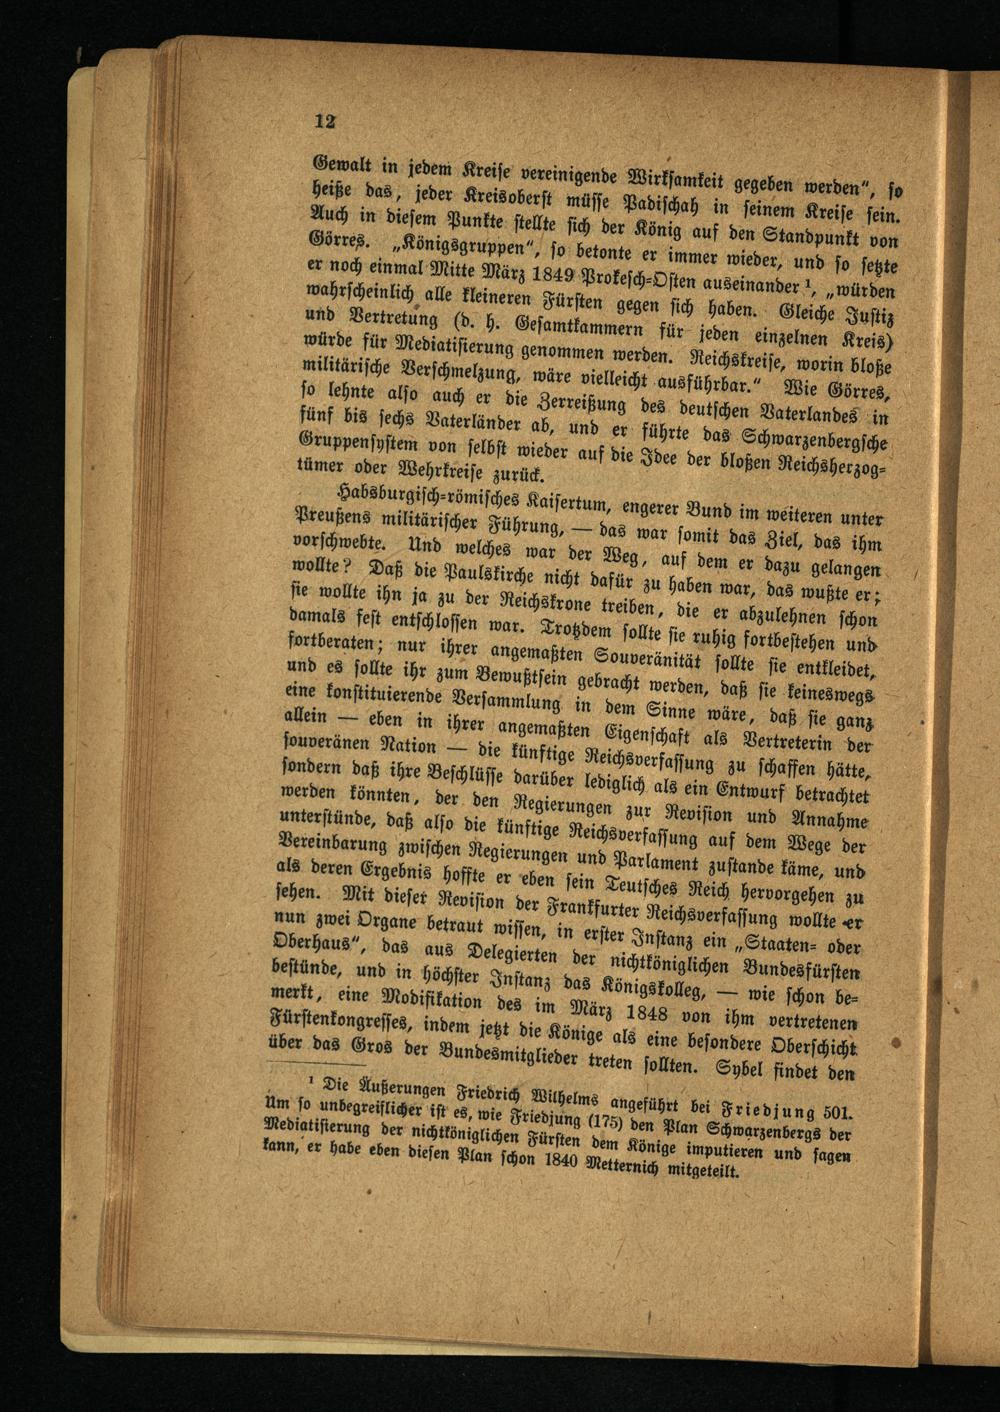 12
Gewalt in jedem Kreise vereinigende Wirksamkeit gegeben werden“, so
heiße das, jeder Kreisoberst müsse Padischah in seinem Kreise sein.
Auch in diesem Punkte stellte sich der König auf den Standpunkt von
Görres. „Königsgruppen“, so betonte er immer wieder, und so setzte
er noch einmal Mitte März 1849 Prokesch-Osten auseinander ¹, „würden
wahrscheinlich alle kleineren Fürsten gegen sich haben. Gleiche Justiz
und Vertretung (d. h. Gesamtkammern für jeden einzelnen Kreis)
würde für Mediatisierung genommen werden. Reichskreise, worin bloße
militärische Verschmelzung, wäre vielleicht ausführbar.“ Wie Görres,
so lehnte also auch er die Zerreißung des deutschen Vaterlandes in
fünf bis sechs Vaterländer ab, und er führte das Schwarzenbergsche
Gruppensystem von selbst wieder auf die Idee der bloßen Reichsherzog-
tümer oder Wehrkreise zurück.
Habsburgisch-römisches Kaisertum, engerer Bund im weiteren unter
Preußens militärischer Führung, — das war somit das Ziel, das ihm
vorschwebte. Und welches war der Weg, auf dem er dazu gelangen
wollte? Daß die Paulskirche nicht dafür zu haben war, das wußte er;
sie wollte ihn ja zu der Reichskrone treiben, die er abzulehnen schon
damals fest entschlossen war. Trotzdem sollte sie ruhig fortbestehen und
fortberaten; nur ihrer angemaßten Souveränität sollte sie entkleidet,
und es sollte ihr zum Bewußtsein gebracht werden, daß sie keineswegs
eine konstituierende Versammlung in dem Sinne wäre, daß sie ganz
allein — eben in ihrer angemaßten Eigenschaft als Vertreterin der
souveränen Nation — die künftige Reichsverfassung zu schaffen hätte,
sondern daß ihre Beschlüsse darüber lediglich als ein Entwurf betrachtet
werden könnten, der den Regierungen zur Revision und Annahme
unterstünde, daß also die künftige Reichsverfassung auf dem Wege der
Vereinbarung zwischen Regierungen und Parlament zustande käme, und
als deren Ergebnis hoffte er eben sein Teutsches Reich hervorgehen zu
sehen. Mit dieser Revision der Frankfurter Reichsverfassung wollte er
nun zwei Organe betraut wissen, in erster Instanz ein „Staaten- oder
Oberhaus“, das aus Delegierten der nichtköniglichen Bundesfürsten
bestünde, und in höchster Instanz das Königskolleg, — wie schon be-
merkt, eine Modifikation des im März 1848 von ihm vertretenen
Fürstenkongresses, indem jetzt die Könige als eine besondere Oberschicht
über das Gros der Bundesmitglieder treten sollten. Sybel findet den
¹ Die Äußerungen Friedrich Wilhelms angeführt bei Friedjung 501.
Um so unbegreiflicher ist es, wie Friedjung (175) den Plan Schwarzenbergs der
Mediatisierung der nichtköniglichen Fürsten dem Könige imputieren und sagen
kann, er habe eben diesen Plan schon 1840 Metternich mitgeteilt.